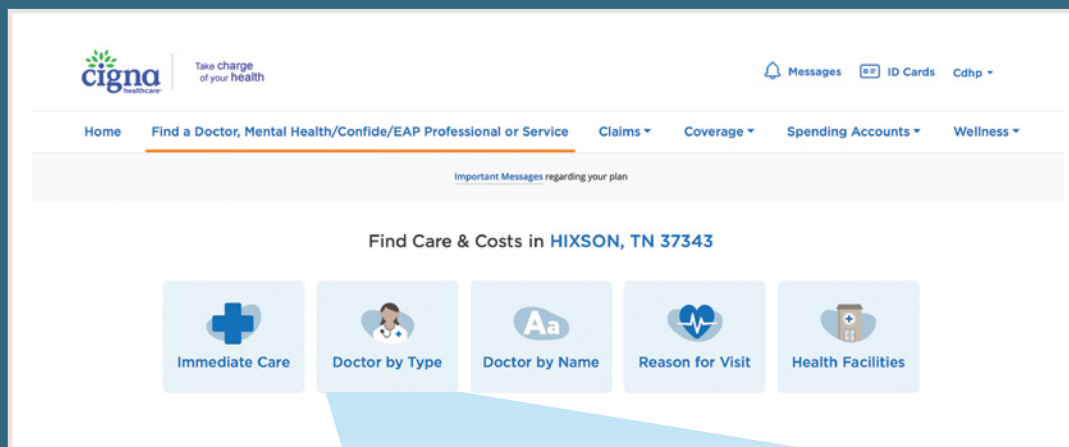 cigna
healthcare
Take charge
of your health
Messages
ID Cards
Cdhp
Home
Find a Doctor, Mental Health/Confide/EAP Professional or Service
Claims
Coverage
Spending Accounts
Wellness
Important Messages regarding your plan
Find Care & Costs in HIXSON, TN 37343
Immediate Care
Doctor by Type
Aa
Doctor by Name
Reason for Visit
Health Facilities